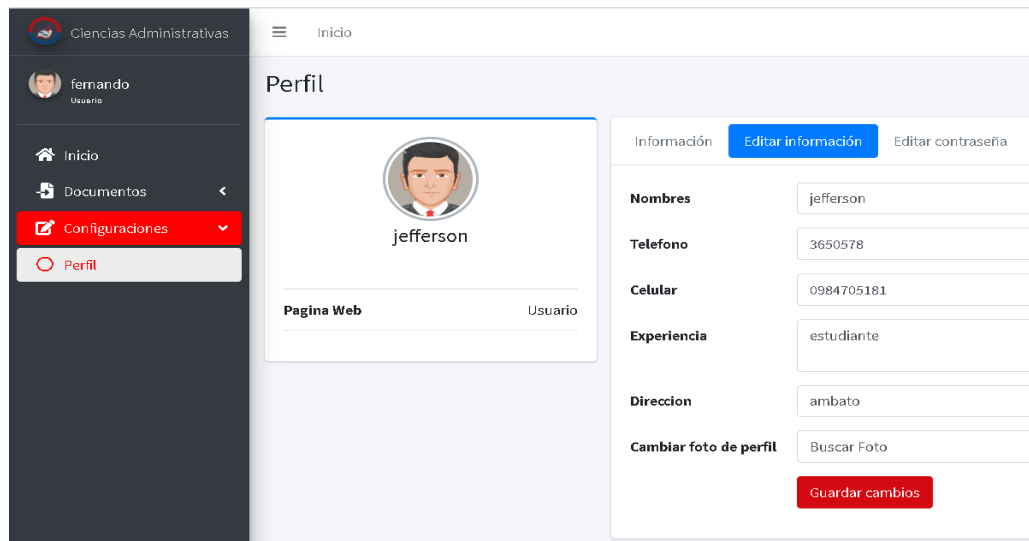 Ciencias Administrativas
Inicio
fernando
Usuario
Inicio
Documentos
Configuraciones
Perfil
Perfil
jefferson
Pagina Web Usuario
Información Editar información Editar contraseña
Nombres jefferson
Telefono 3650578
Celular 0984705181
Experiencia estudiante
Direccion ambato
Cambiar foto de perfil Buscar Foto
Guardar cambios